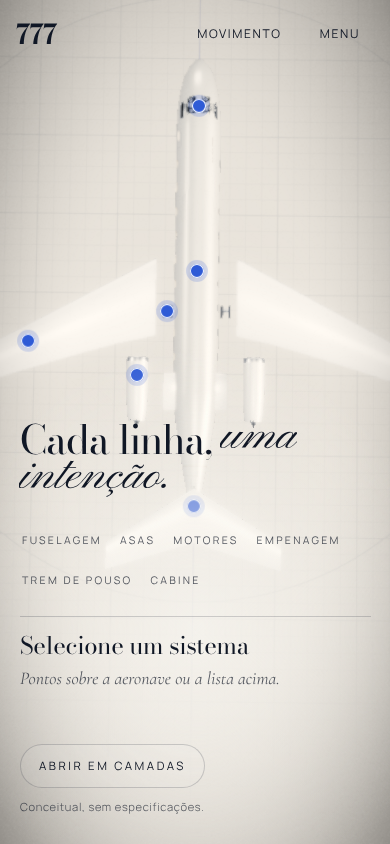 777
MOVIMENTO MENU
Cada linha, uma
intenção.
FUSELAGEM ASAS MOTORES EMPENAGEM
TREM DE POUSO CABINE
Selecione um sistema
Pontos sobre a aeronave ou a lista acima.
ABRIR EM CAMADAS
Conceitual, sem especificações.